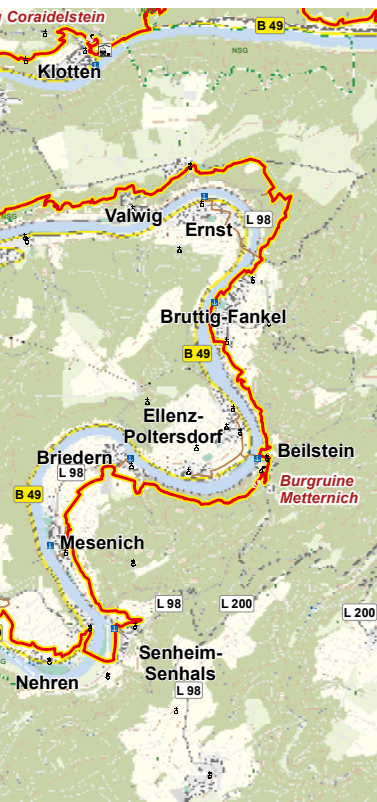 Coraidelstein
B 49
NSG
Klotten
Valwig
NSG
L 98
Ernst
Bruttig-Fankel
B 49
Ellenz-
Poltersdorf
Briedern
Beilstein
L 98
Burgruine
Metternich
B 49
Mesenich
L 98
L 200
L 200
Senheim-
Senhals
Nehren
L 98